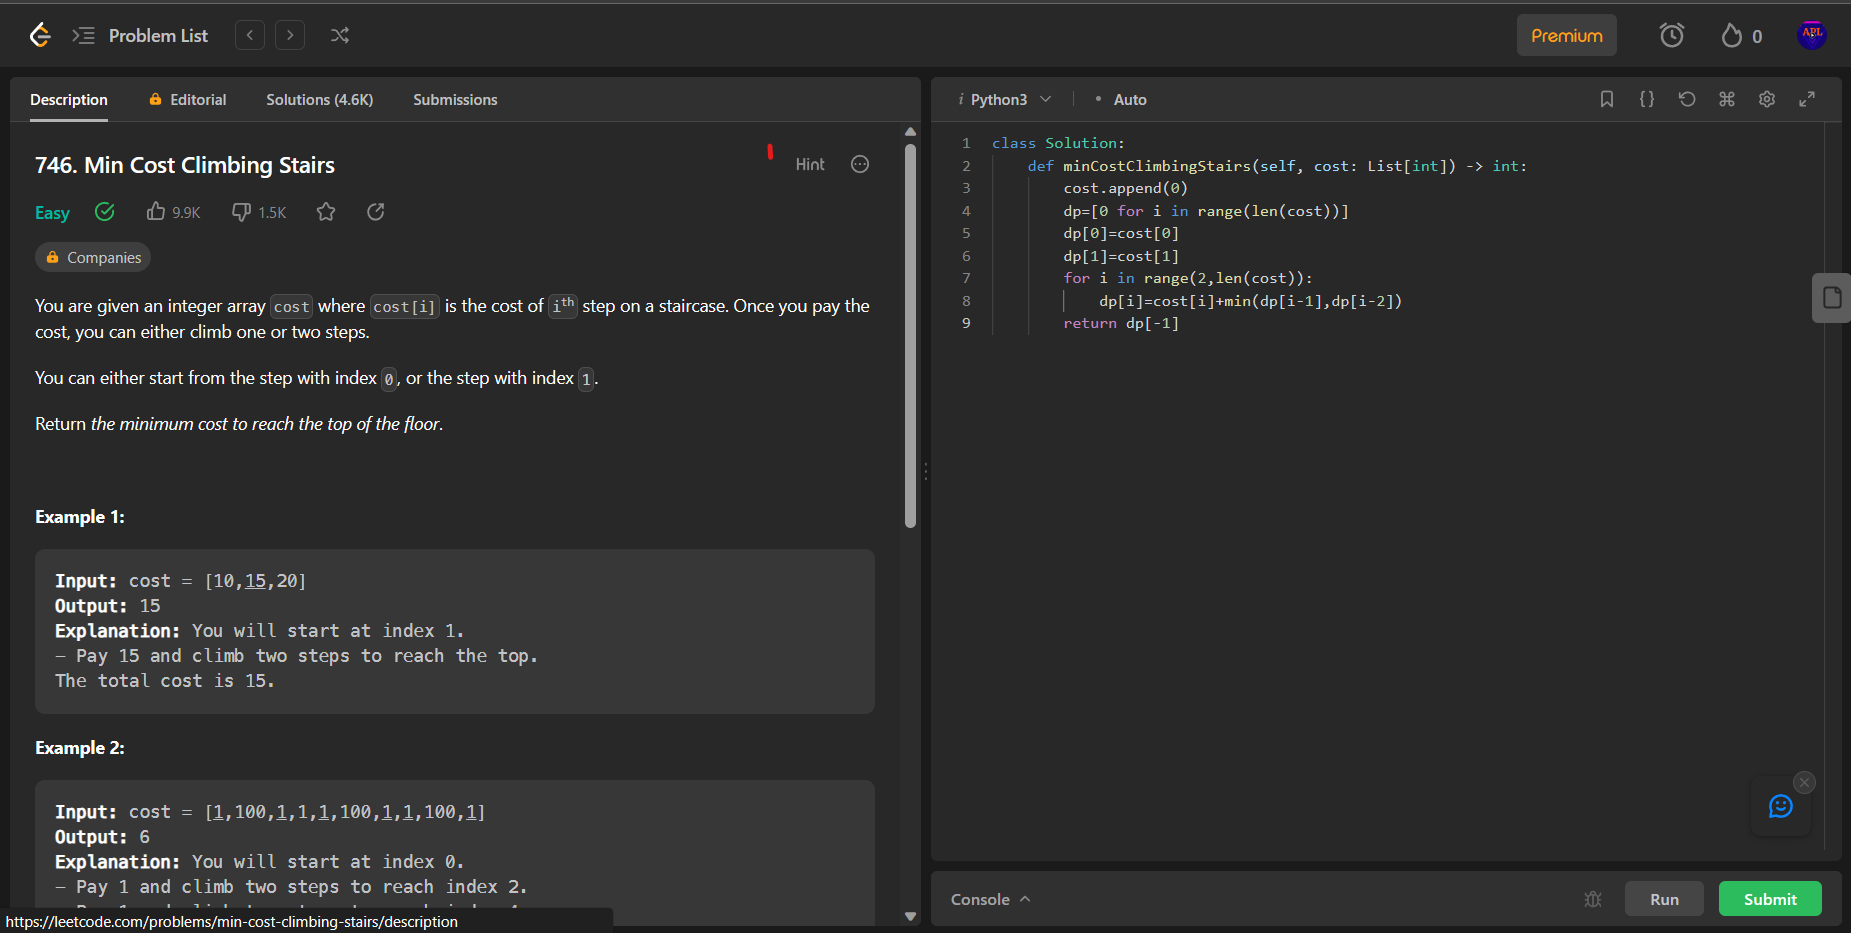 Problem List
Premium
0
APL
Description
Editorial
Solutions (4.6K)
Submissions
746. Min Cost Climbing Stairs
Hint
Easy
9.9K
1.5K
Companies
You are given an integer array cost where cost[i] is the cost of ith step on a staircase. Once you pay the
cost, you can either climb one or two steps.
You can either start from the step with index 0, or the step with index 1.
Return the minimum cost to reach the top of the floor.
Example 1:
Input: cost = [10,15,20]
Output: 15
Explanation: You will start at index 1.
- Pay 15 and climb two steps to reach the top.
The total cost is 15.
Example 2:
Input: cost = [1,100,1,1,1,100,1,1,100,1]
Output: 6
Explanation: You will start at index 0.
- Pay 1 and climb two steps to reach index 2.
https://leetcode.com/problems/min-cost-climbing-stairs/description
i Python3
• Auto
1 class Solution:
2 def minCostClimbingStairs(self, cost: List[int]) -> int:
3 cost.append(0)
4 dp=[0 for i in range(len(cost))]
5 dp[0]=cost[0]
6 dp[1]=cost[1]
7 for i in range(2,len(cost)):
8 dp[i]=cost[i]+min(dp[i-1],dp[i-2])
9 return dp[-1]
Console
Run
Submit